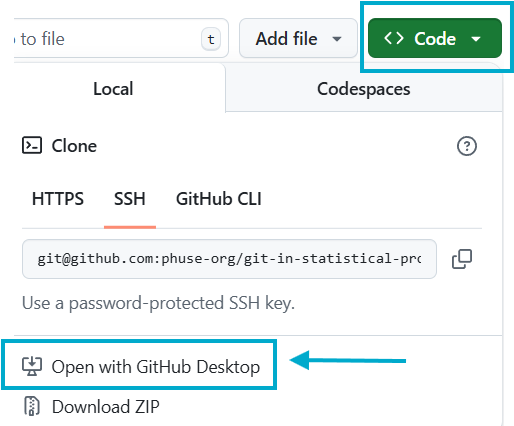 to file t Add file <> Code
Local Codespaces
Clone
HTTPS SSH GitHub CLI
git@github.com:phuse-org/git-in-statistical-pro
Use a password-protected SSH key.
Open with GitHub Desktop
Download ZIP